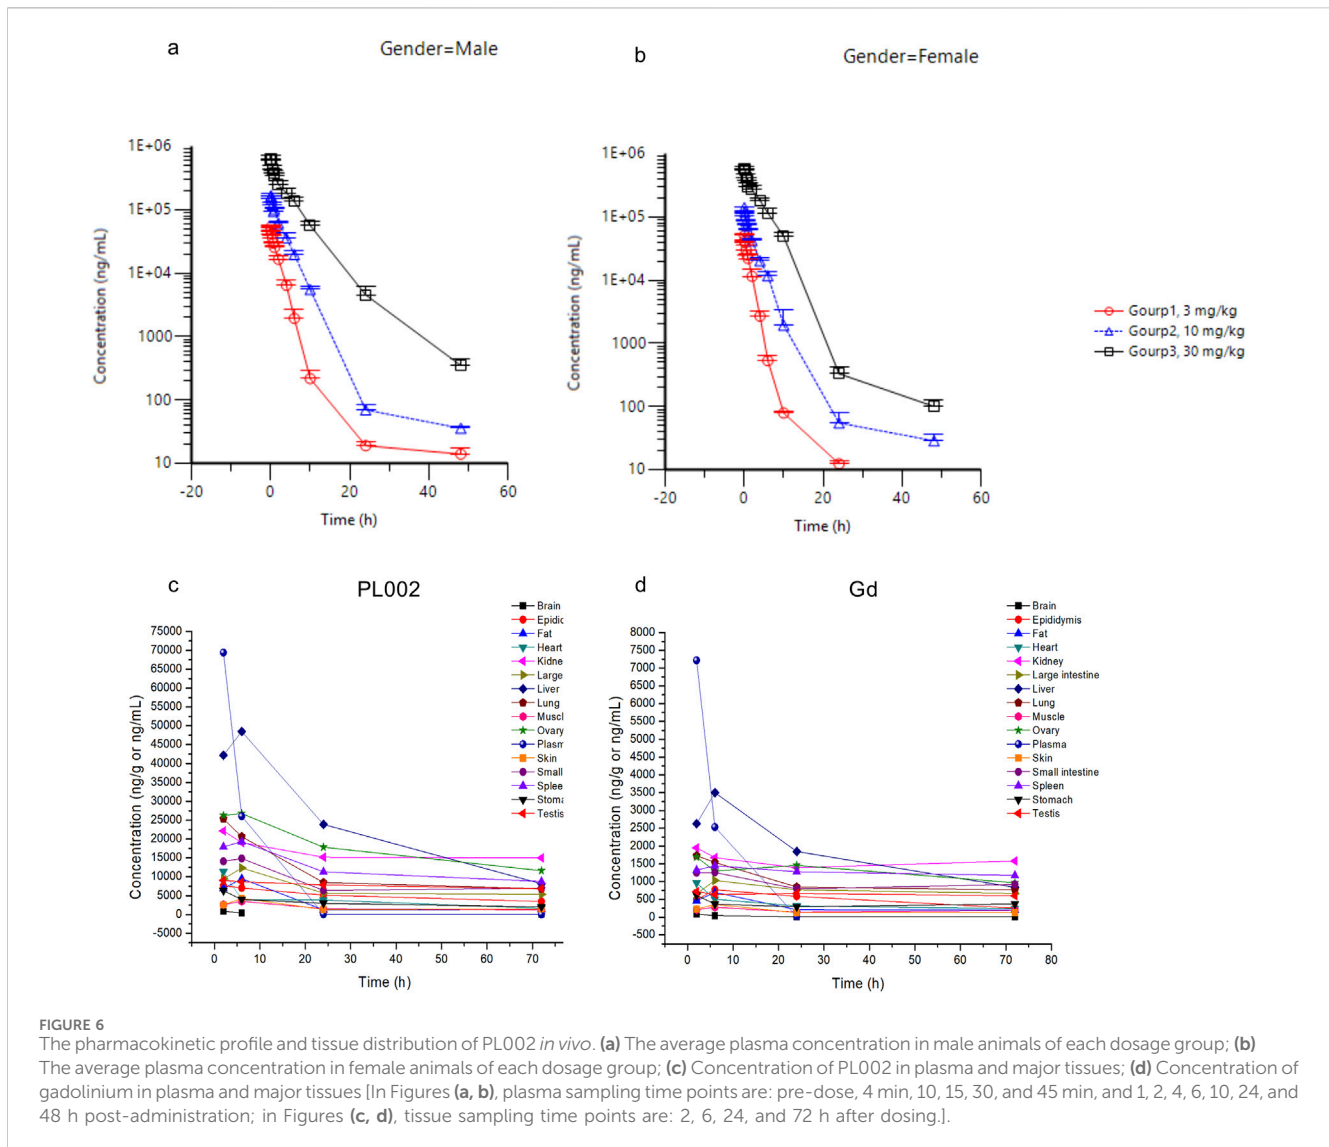 a
Gender=Male
Concentration (ng/mL)
1E+06
1E+05
1E+04
1000
100
10
-20
0
20
40
60
Time (h)
b
Gender=Female
Concentration (ng/mL)
1E+06
1E+05
1E+04
1000
100
10
-20
0
20
40
60
Time (h)
Gourp1, 3 mg/kg
Gourp2, 10 mg/kg
Gourp3, 30 mg/kg
c
PL002
Concentration (ng/g or ng/mL)
75000
70000
65000
60000
55000
50000
45000
40000
35000
30000
25000
20000
15000
10000
5000
0
-5000
0
10
20
30
40
50
60
70
Time (h)
Brain
Epidic
Fat
Heart
Kidne
Large
Liver
Lung
Muscl
Ovary
Plasn
Skin
Small
Splee
Stoma
Testis
d
Gd
Concentration (ng/g or ng/mL)
8000
7500
7000
6500
6000
5500
5000
4500
4000
3500
3000
2500
2000
1500
1000
500
0
-500
0
10
20
30
40
50
60
70
80
Time (h)
Brain
Epididymis
Fat
Heart
Kidney
Large intestine
Liver
Lung
Muscle
Ovary
Plasma
Skin
Small intestine
Spleen
Stomach
Testis
FIGURE 6
The pharmacokinetic profile and tissue distribution of PL002 in vivo. (a) The average plasma concentration in male animals of each dosage group; (b)
The average plasma concentration in female animals of each dosage group; (c) Concentration of PL002 in plasma and major tissues; (d) Concentration of
gadolinium in plasma and major tissues [In Figures (a, b), plasma sampling time points are: pre-dose, 4 min, 10, 15, 30, and 45 min, and 1, 2, 4, 6, 10, 24, and
48 h post-administration; in Figures (c, d), tissue sampling time points are: 2, 6, 24, and 72 h after dosing.].